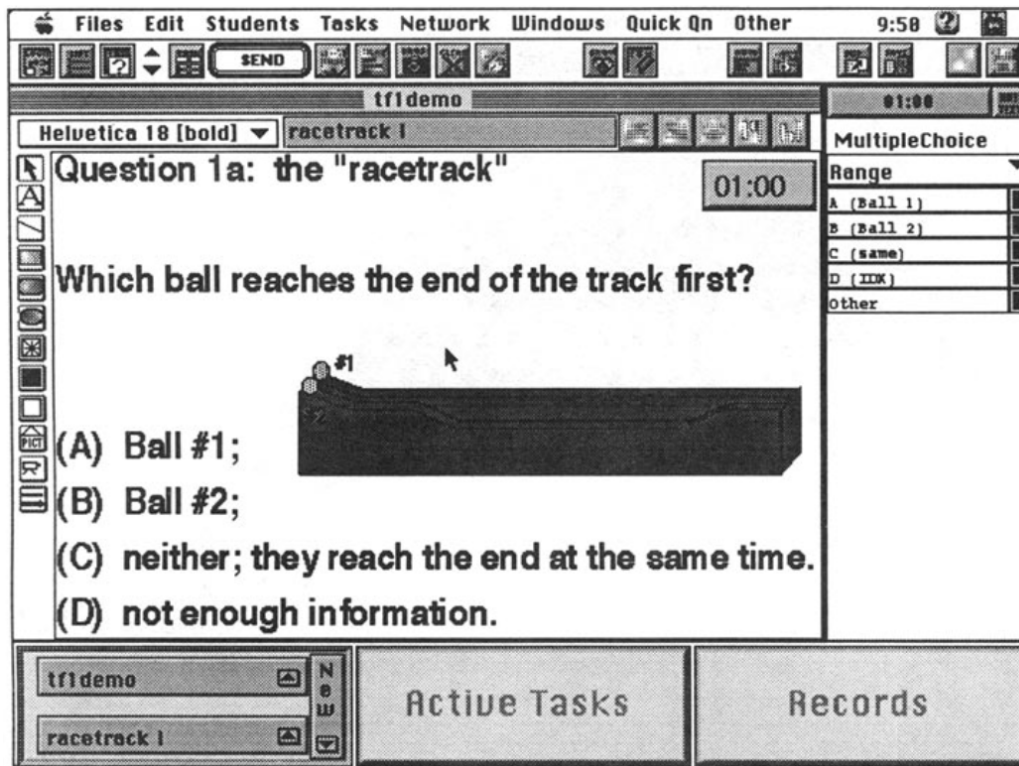 Files Edit Students Tasks Network Windows Quick Qn Other 9:58
SEND
tf1demo
01:00
Helvetica 18 [bold] racetrack I
MultipleChoice
Question 1a: the "racetrack"
01:00
Range
A (Ball 1)
B (Ball 2)
C (same)
D (IDK)
Other
Which ball reaches the end of the track first?
#1
(A) Ball #1;
(B) Ball #2;
(C) neither; they reach the end at the same time.
(D) not enough information.
PICT
tf1demo
New
Active Tasks
Records
racetrack I